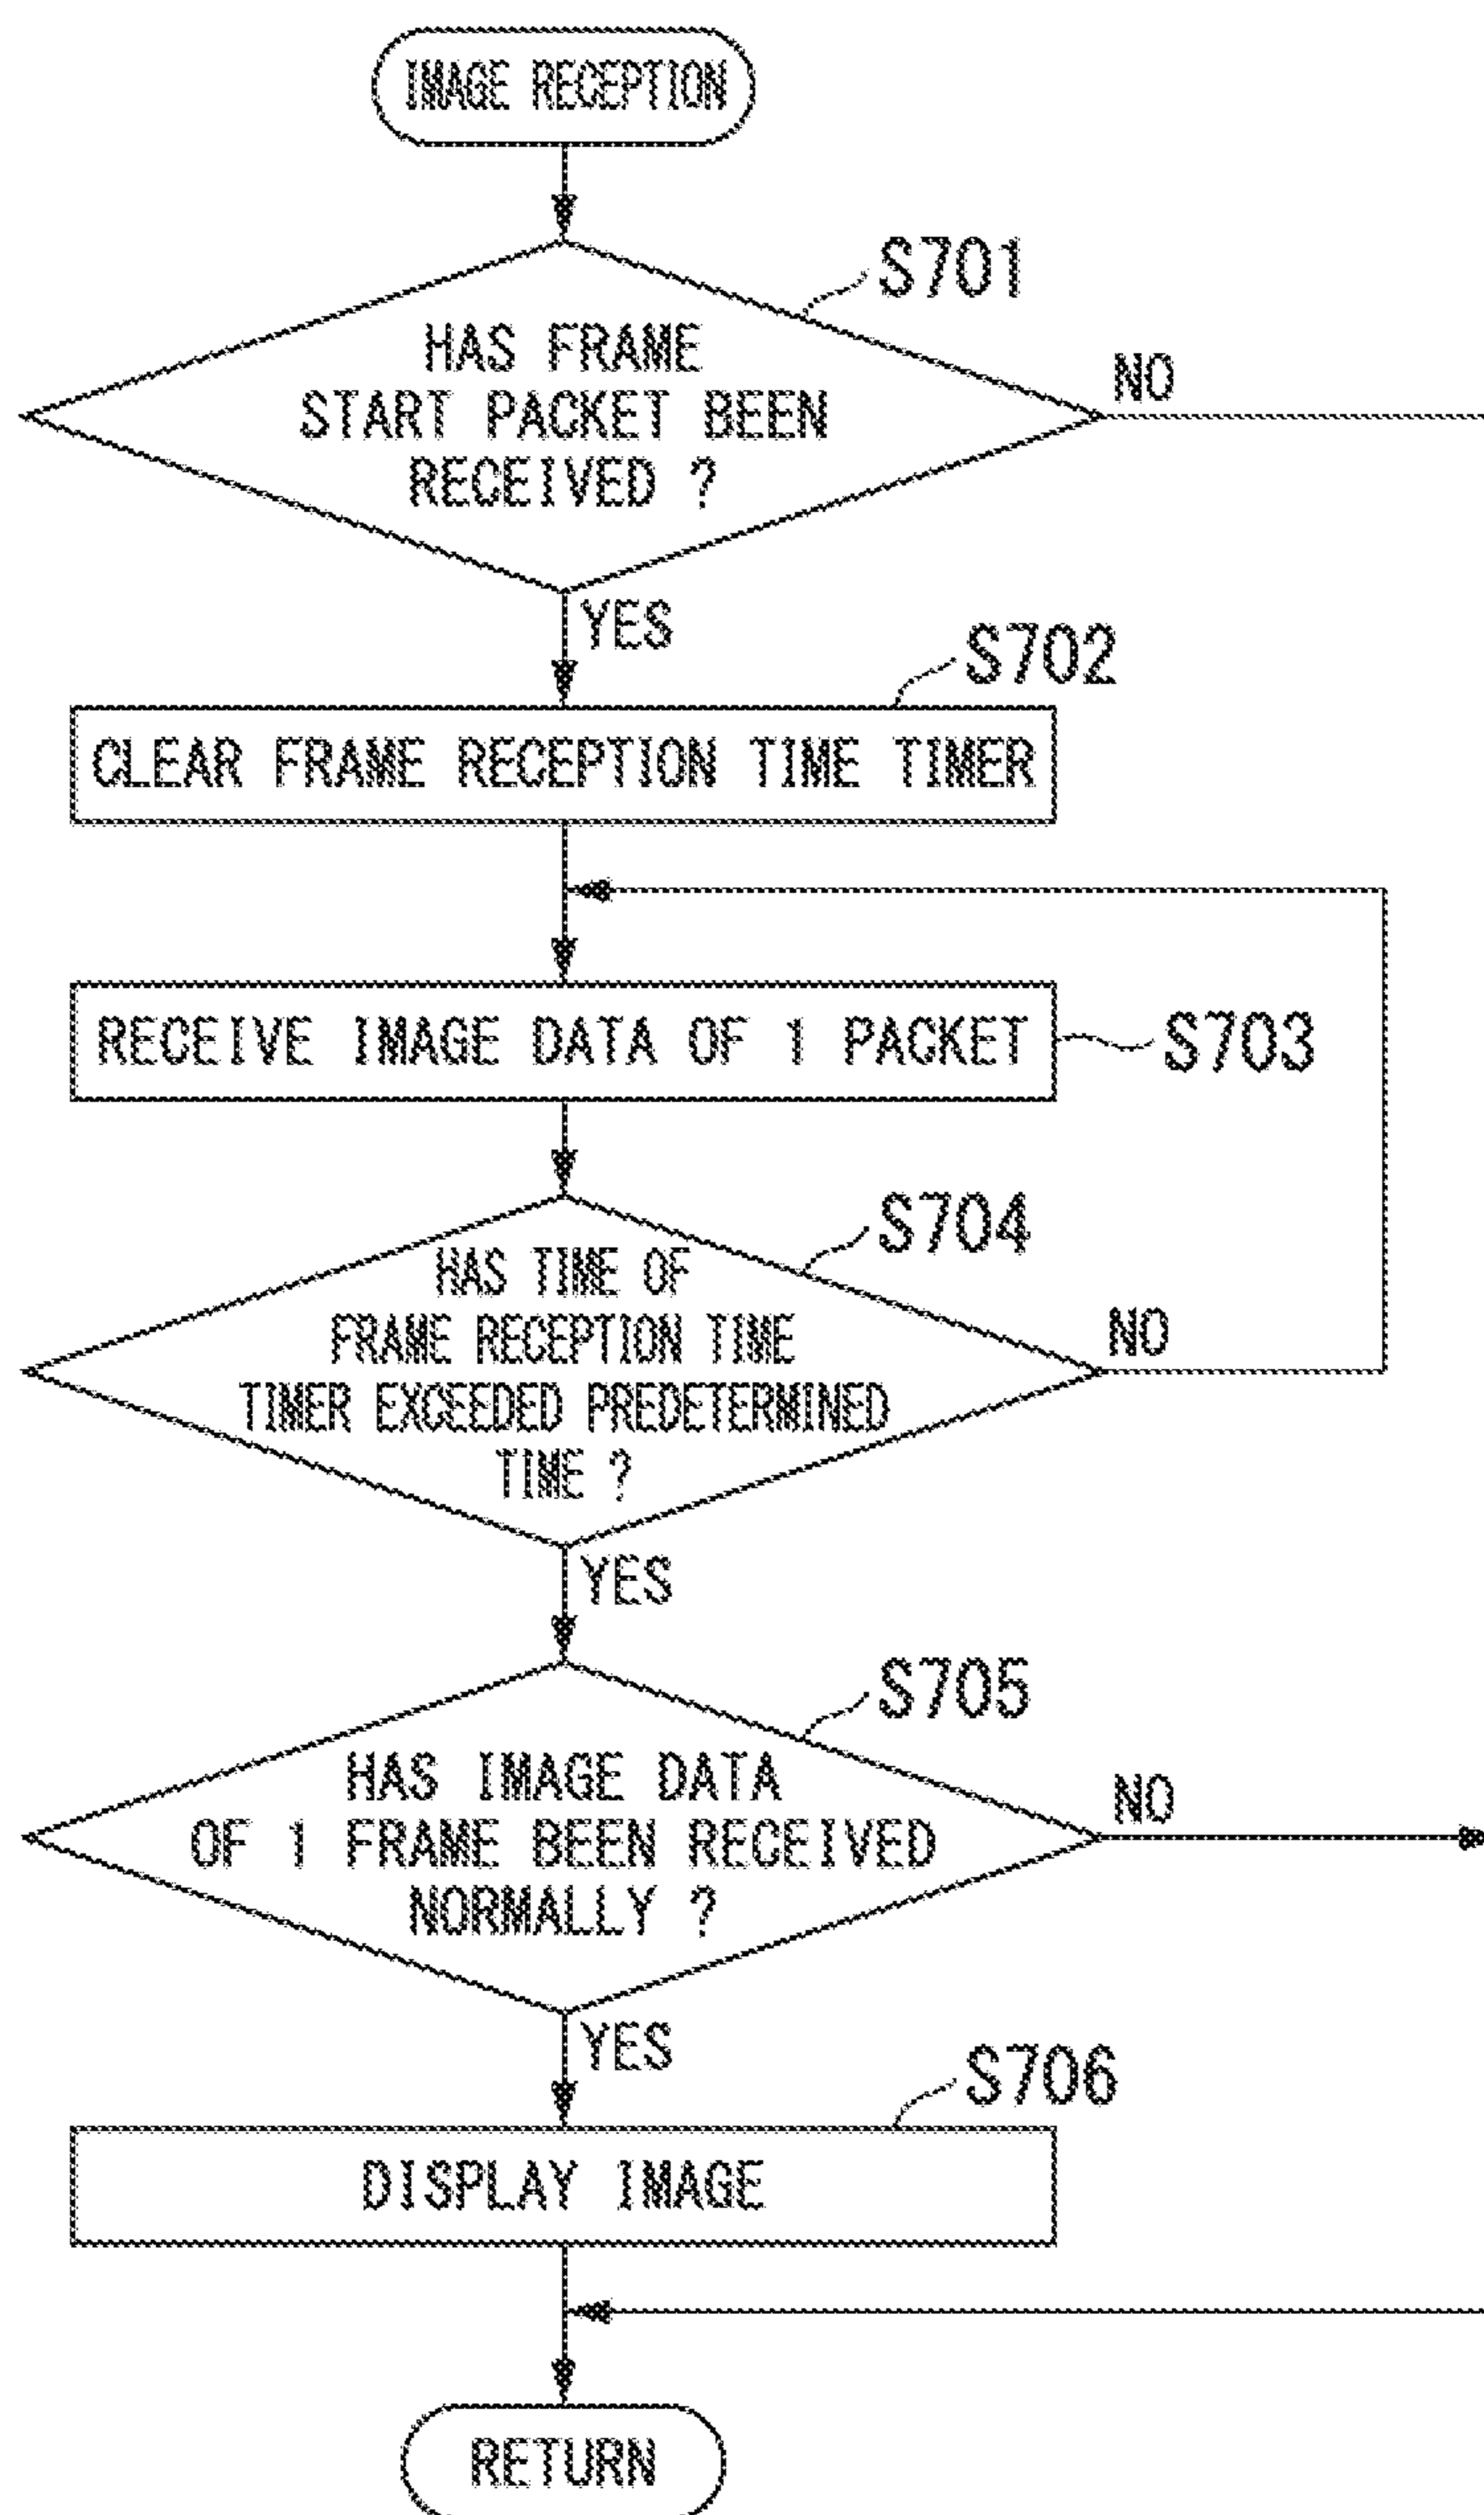 IMAGE RECEPTION
S701
HAS FRAME
START PACKET BEEN
RECEIVED ?
NO
YES
S702
CLEAR FRAME RECEPTION TIME TIMER
RECEIVE IMAGE DATA OF 1 PACKET
S703
S704
HAS TIME OF
FRAME RECEPTION TIME
TIMER EXCEEDED PREDETERMINED
TIME ?
NO
YES
S705
HAS IMAGE DATA
OF 1 FRAME BEEN RECEIVED
NORMALLY ?
NO
YES
S706
DISPLAY IMAGE
RETURN